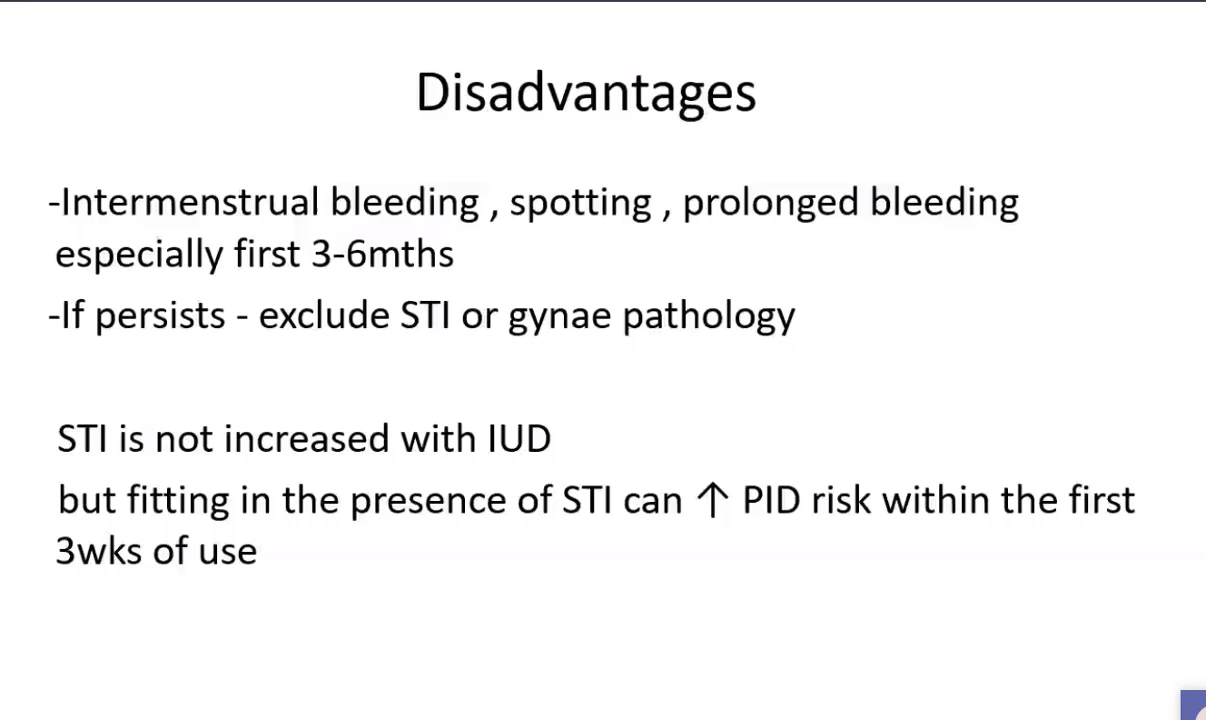 Disadvantages
-Intermenstrual bleeding , spotting , prolonged bleeding
especially first 3-6mths
-If persists - exclude STI or gynae pathology
STI is not increased with IUD
but fitting in the presence of STI can ↑ PID risk within the first
3wks of use